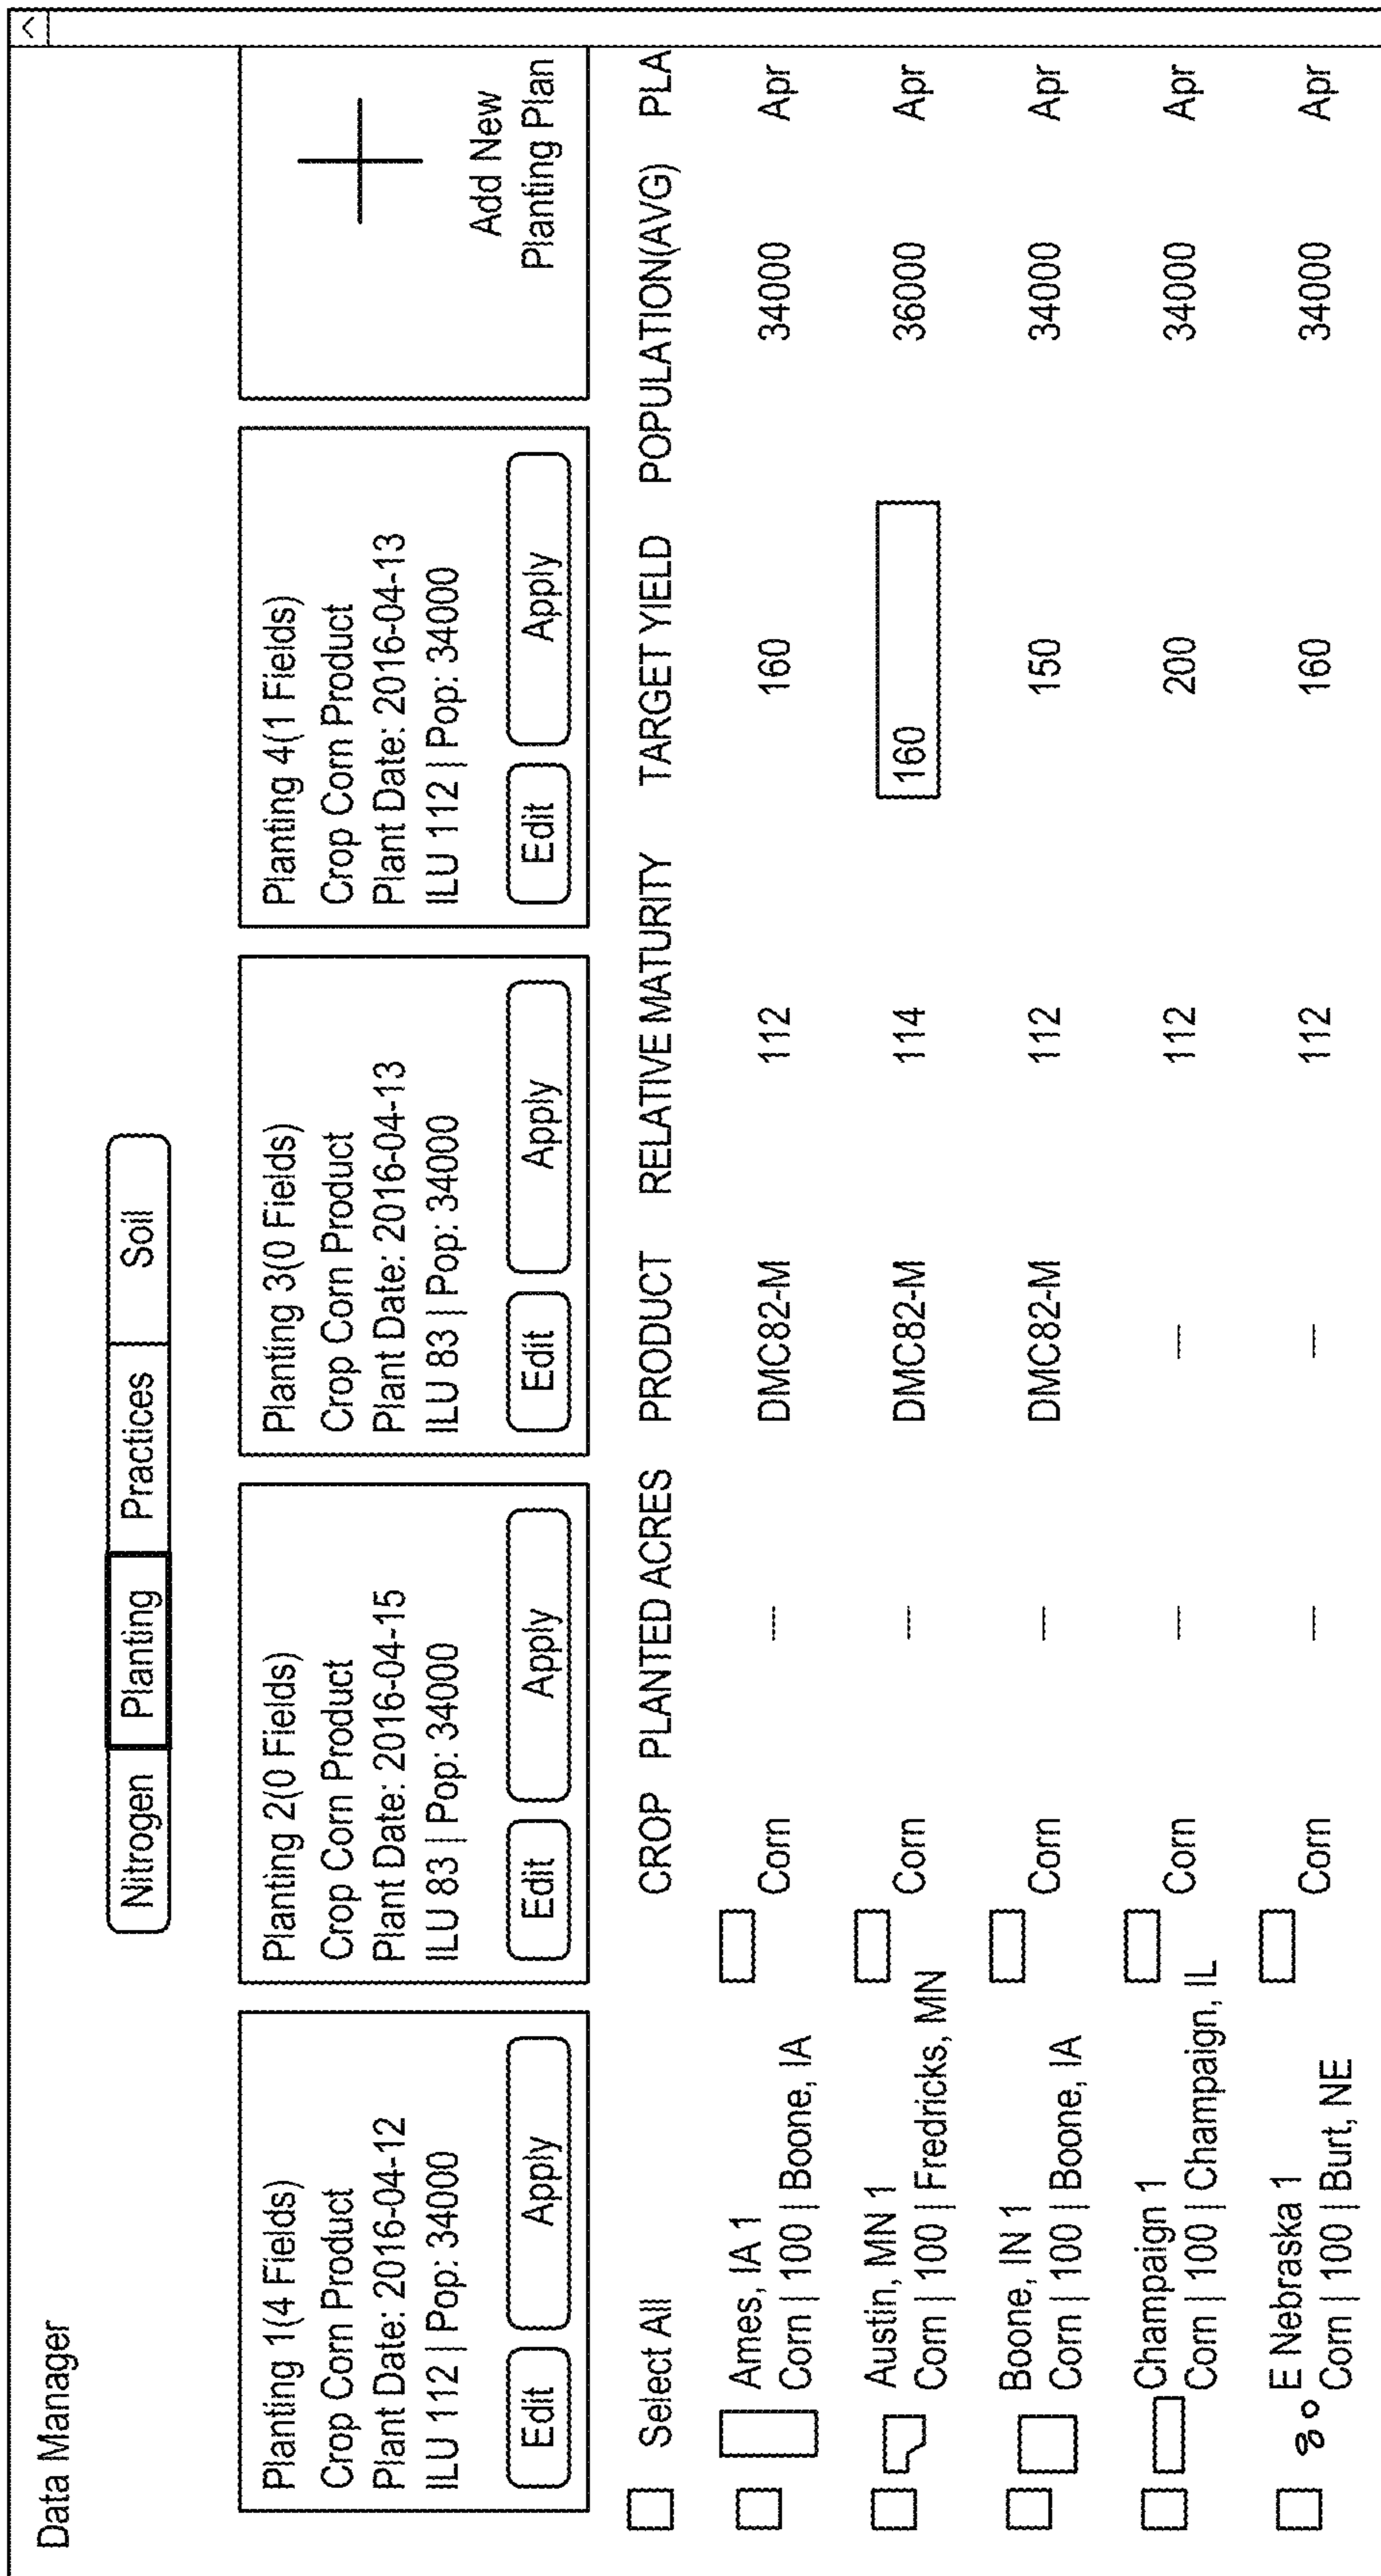 Data Manager
Nitrogen Planting Practices Soil
Planting 1(4 Fields)
Crop Corn Product
Plant Date: 2016-04-12
ILU 112 | Pop: 34000
Edit Apply
Planting 2(0 Fields)
Crop Corn Product
Plant Date: 2016-04-15
ILU 83 | Pop: 34000
Edit Apply
Planting 3(0 Fields)
Crop Corn Product
Plant Date: 2016-04-13
ILU 83 | Pop: 34000
Edit Apply
Planting 4(1 Fields)
Crop Corn Product
Plant Date: 2016-04-13
ILU 112 | Pop: 34000
Edit Apply
Add New
Planting Plan
Select All CROP PLANTED ACRES PRODUCT RELATIVE MATURITY TARGET YIELD POPULATION(AVG) PLA
Ames, IA 1
Corn | 100 | Boone, IA
Corn --- DMC82-M 112 160 34000 Apr
Austin, MN 1
Corn | 100 | Fredricks, MN
Corn --- DMC82-M 114 160 36000 Apr
Boone, IN 1
Corn | 100 | Boone, IA
Corn --- DMC82-M 112 150 34000 Apr
Champaign 1
Corn | 100 | Champaign, IL
Corn --- --- 112 200 34000 Apr
E Nebraska 1
Corn | 100 | Burt, NE
Corn --- --- 112 160 34000 Apr